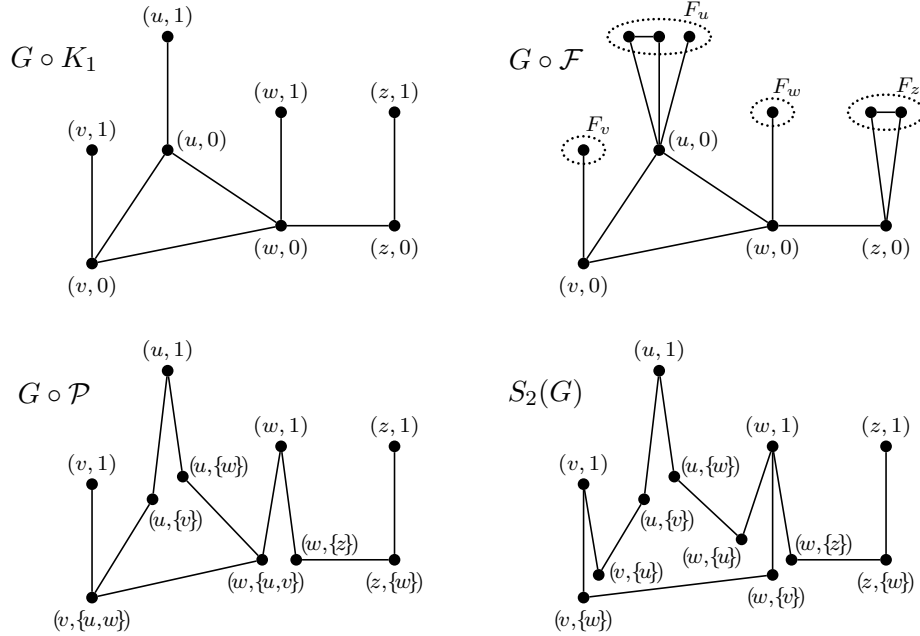 (u, 1)
G ∘ K₁
(w, 1)
(z, 1)
(v, 1)
(u, 0)
(w, 0)
(z, 0)
(v, 0)
F_u
G ∘ ℱ
F_w
F_z
F_v
(u, 0)
(w, 0)
(z, 0)
(v, 0)
(u, 1)
G ∘ 𝒫
(w, 1)
(z, 1)
(v, 1)
(u,{w})
(u,{v})
(w,{z})
(w,{u,v})
(z,{w})
(v,{u,w})
(u, 1)
S₂(G)
(w, 1)
(z, 1)
(v, 1)
(u,{w})
(u,{v})
(w,{z})
(w,{u})
(v,{u})
(z,{w})
(w,{v})
(v,{w})